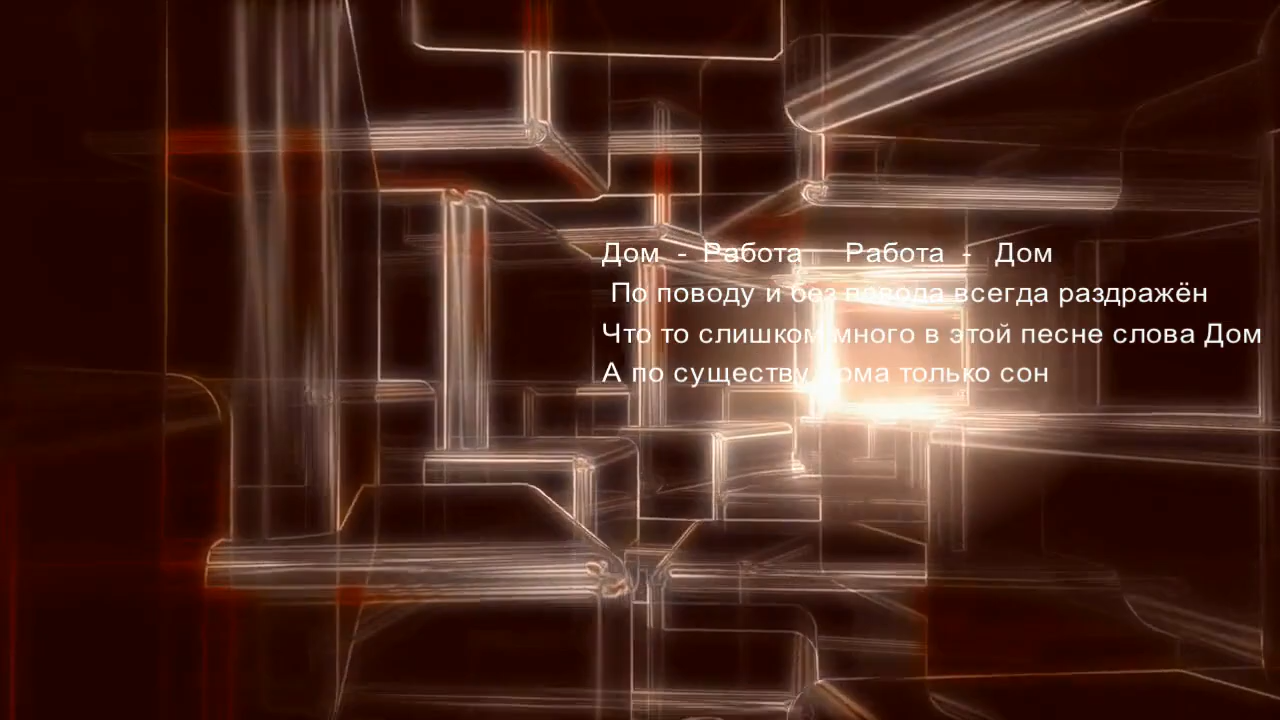 Дом - Работа Работа - Дом
По поводу и без повода всегда раздражён
Что то слишком много в этой песне слова Дом
А по существу дома только сон